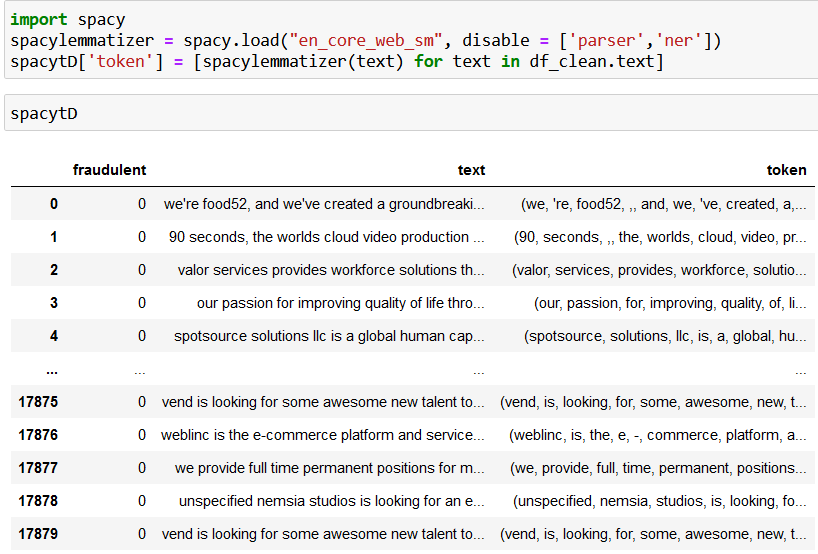 import spacy
spacylemmatizer = spacy.load("en_core_web_sm", disable = ['parser','ner'])
spacytD['token'] = [spacylemmatizer(text) for text in df_clean.text]
spacytD
fraudulent text token
0 0 we're food52, and we've created a groundbreaki... (we, 're, food52, ,, and, we, 've, created, a,...
1 0 90 seconds, the worlds cloud video production ... (90, seconds, ,, the, worlds, cloud, video, pr...
2 0 valor services provides workforce solutions th... (valor, services, provides, workforce, solutio...
3 0 our passion for improving quality of life thro... (our, passion, for, improving, quality, of, li...
4 0 spotsource solutions llc is a global human cap... (spotsource, solutions, llc, is, a, global, hu...
... ... ... ...
17875 0 vend is looking for some awesome new talent to... (vend, is, looking, for, some, awesome, new, t...
17876 0 weblinc is the e-commerce platform and service... (weblinc, is, the, e, -, commerce, platform, a...
17877 0 we provide full time permanent positions for m... (we, provide, full, time, permanent, positions...
17878 0 unspecified nemsia studios is looking for an e... (unspecified, nemsia, studios, is, looking, fo...
17879 0 vend is looking for some awesome new talent to... (vend, is, looking, for, some, awesome, new, t...